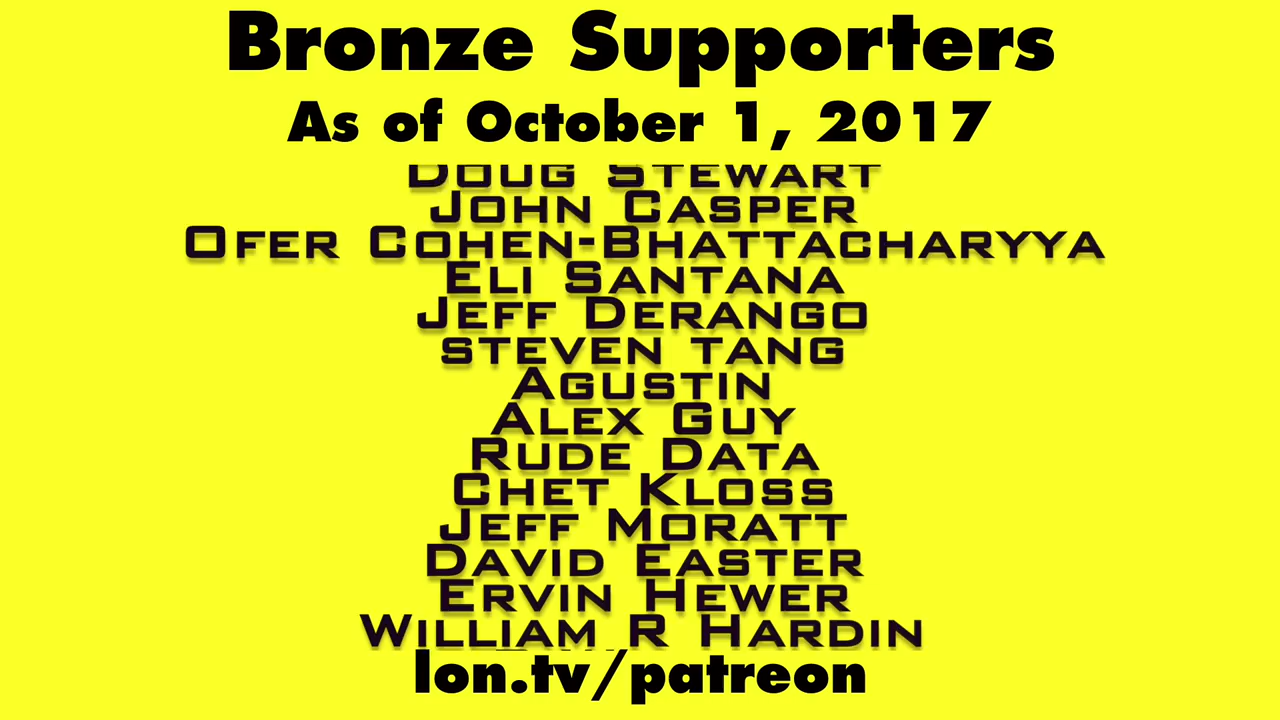 Bronze Supporters
As of October 1, 2017
Doug Stewart
John Casper
Ofer Cohen-Bhattacharyya
Eli Santana
Jeff Derango
steven tang
Agustin
Alex Guy
Rude Data
Chet Kloss
Jeff Moratt
David Easter
Ervin Hewer
William R Hardin
lon.tv/patreon